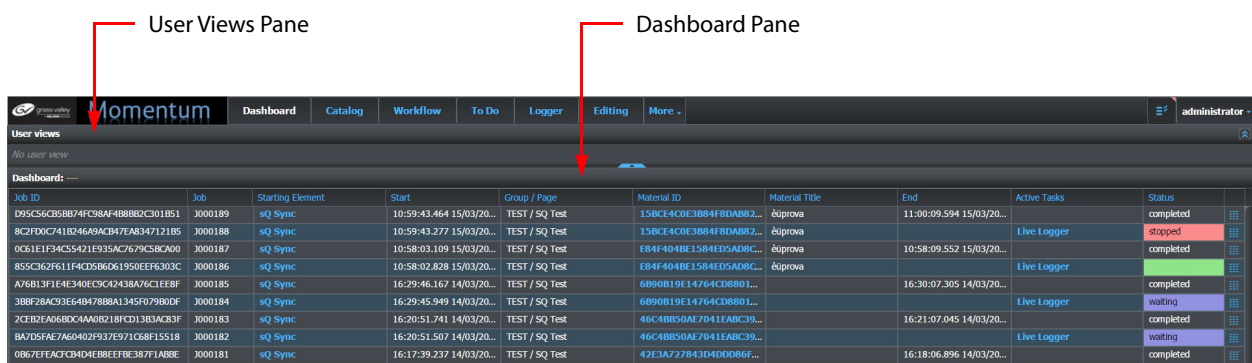 User Views Pane Dashboard Pane
grass valley Momentum Dashboard Catalog Workflow To Do Logger Editing More administrator
User views
No user view
Dashboard: ---
Job ID Job Starting Element Start Group / Page Material ID Material Title End Active Tasks Status
D95C56CB5BB74FC98AF4B8BB2C301B51 J000189 sQ Sync 10:59:43.464 15/03/20... TEST / SQ Test 15BCE4C0E3B84F8DAB82... èùprova 11:00:09.594 15/03/20... completed
8C2FD0C741B246A9ACB47EA8347121B5 J000188 sQ Sync 10:59:43.277 15/03/20... TEST / SQ Test 15BCE4C0E3B84F8DAB82... èùprova Live Logger stopped
0C61E1F34C55421E935AC7679C5BCA00 J000187 sQ Sync 10:58:03.109 15/03/20... TEST / SQ Test E84F404BE1584ED5AD8C... èùprova 10:58:09.552 15/03/20... completed
855C362F611F4CD5B6D61950EEF6303C J000186 sQ Sync 10:58:02.828 15/03/20... TEST / SQ Test E84F404BE1584ED5AD8C... èùprova Live Logger
A76B13F1E4E340EC9C42438A76C1EE8F J000185 sQ Sync 16:29:46.167 14/03/20... TEST / SQ Test 6B90B19E14764CD8801... 16:30:07.305 14/03/20... completed
3BBF28AC93E64B478B8A1345F079B0DF J000184 sQ Sync 16:29:45.949 14/03/20... TEST / SQ Test 6B90B19E14764CD8801... Live Logger waiting
2CEB2EA06BDC4AA0B218FCD13B3AC83F J000183 sQ Sync 16:20:51.741 14/03/20... TEST / SQ Test 46C4BB50AE7041EABC39... 16:21:07.045 14/03/20... completed
BA7D5FAE7A60402F937E971C68F15518 J000182 sQ Sync 16:20:51.507 14/03/20... TEST / SQ Test 46C4BB50AE7041EABC39... Live Logger waiting
0B67EFEACFCB4D4EB8EEFBE387F1ABBE J000181 sQ Sync 16:17:39.237 14/03/20... TEST / SQ Test 42E3A727843D4DDDB6F... 16:18:06.896 14/03/20... completed